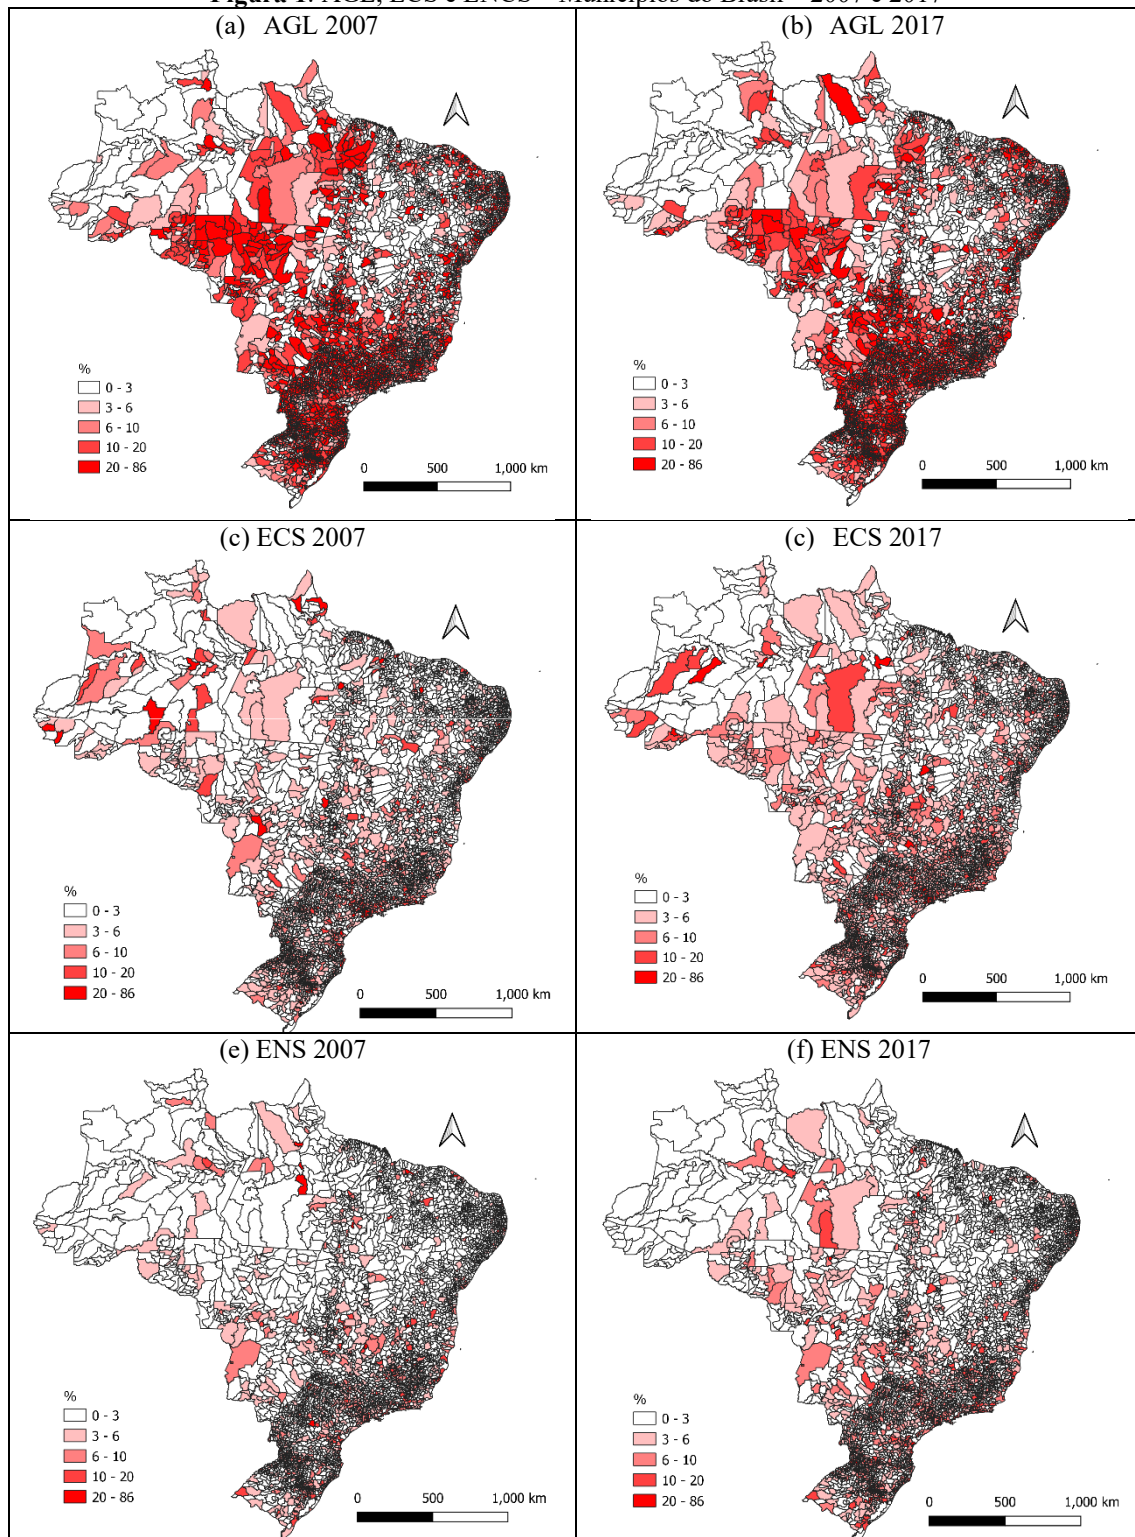 Figura 1. AGL, ECS e ENCS – Municípios do Brasil – 2007 e 2017
(a) AGL 2007
(b) AGL 2017
%
0 - 3
3 - 6
6 - 10
10 - 20
20 - 86
0 500 1,000 km
%
0 - 3
3 - 6
6 - 10
10 - 20
20 - 86
0 500 1,000 km
(c) ECS 2007
(c) ECS 2017
%
0 - 3
3 - 6
6 - 10
10 - 20
20 - 86
0 500 1,000 km
%
0 - 3
3 - 6
6 - 10
10 - 20
20 - 86
0 500 1,000 km
(e) ENS 2007
(f) ENS 2017
%
0 - 3
3 - 6
6 - 10
10 - 20
20 - 86
0 500 1,000 km
%
0 - 3
3 - 6
6 - 10
10 - 20
20 - 86
0 500 1,000 km